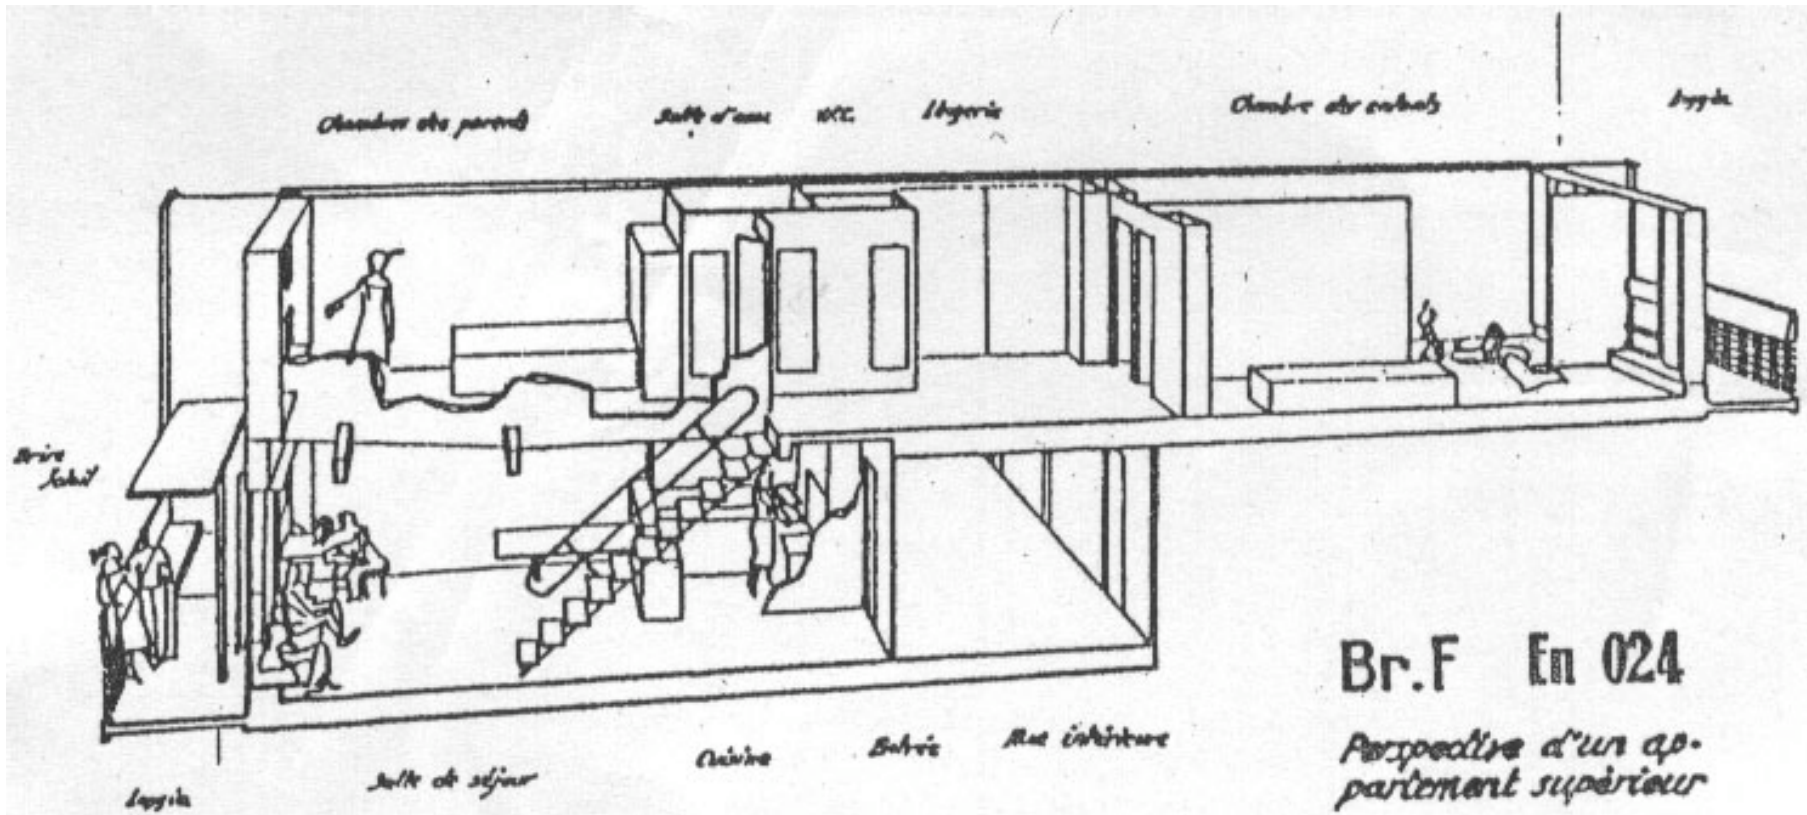 Chambre des parents
Salle d'eau
W.C.
Lingerie
Chambre des enfants
Loggia
Brise
Soleil
Br.F En 024
Perspective d'un ap-
partement supérieur
Rue intérieure
Entrée
Cuisine
Salle de séjour
Loggia